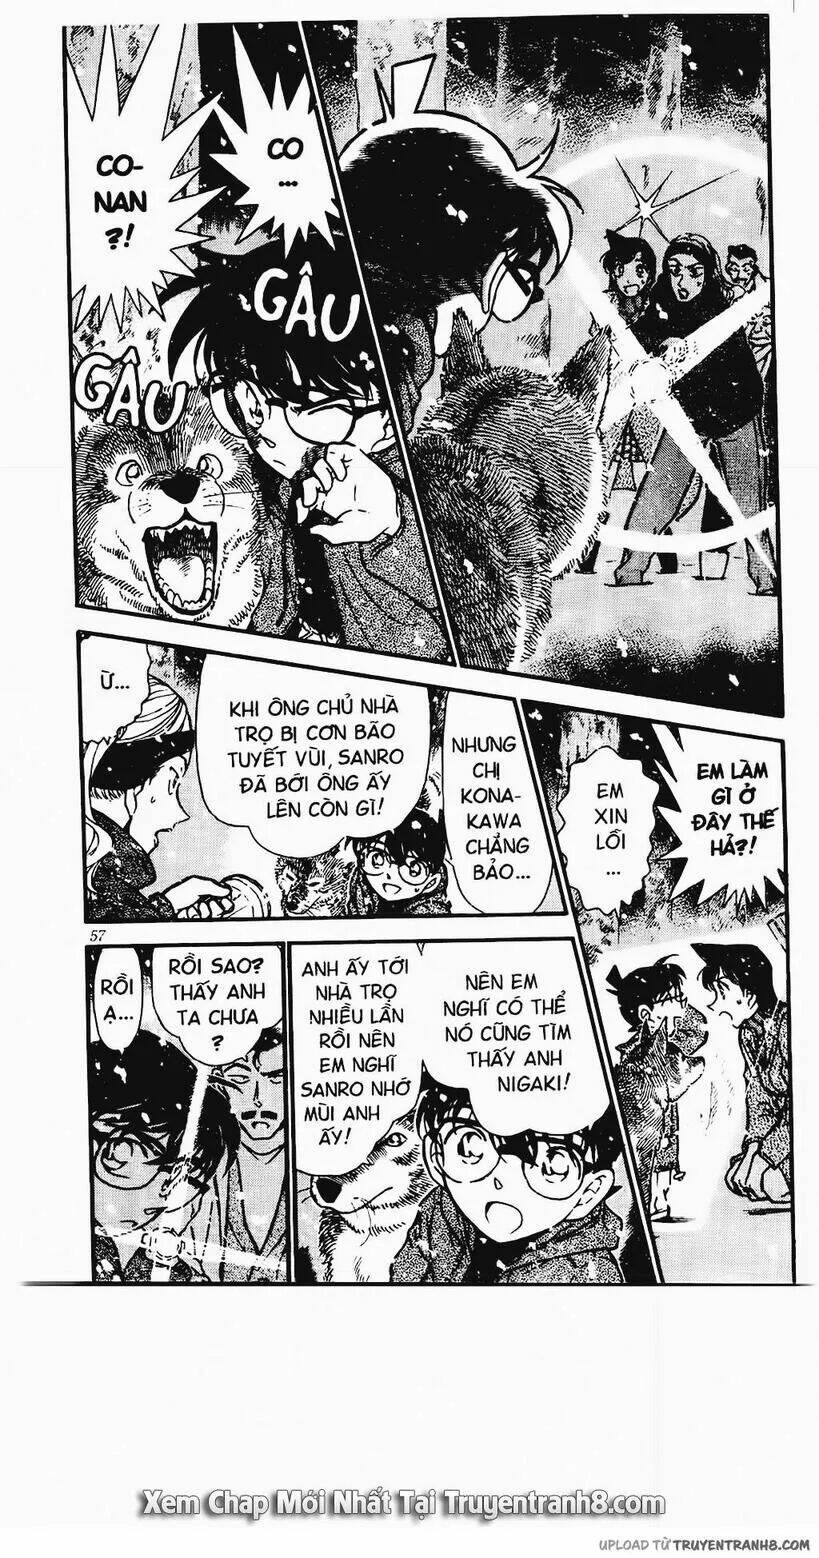 CO
...
CO-
NAN
?!
GÂU
GÂU
EM LÀM
GÌ Ở
ĐÂY THẾ
HẢ?!
EM
XIN
LỖI
...
NHƯNG
CHỊ
KONA-
KAWA
CHẲNG
BẢO...
KHI ÔNG CHỦ NHÀ
TRỌ BỊ CƠN BÃO
TUYẾT VÙI, SANRO
ĐÃ BỚI ÔNG ẤY
LÊN CÒN GÌ!
Ừ...
57
NÊN EM
NGHĨ CÓ THỂ
NÓ CŨNG TÌM
THẤY ANH
NIGAKI!
ANH ẤY TỚI
NHÀ TRỌ
NHIỀU LẦN
RỒI NÊN
EM NGHĨ
SANRO NHỚ
MÙI ANH
ẤY!
RỒI SAO?
THẤY ANH
TA CHƯA
?
RỒI
Ạ...
Xem Chap Mới Nhất Tại Truyentranh8.com
UPLOAD TỪ TRUYENTRANH8.COM